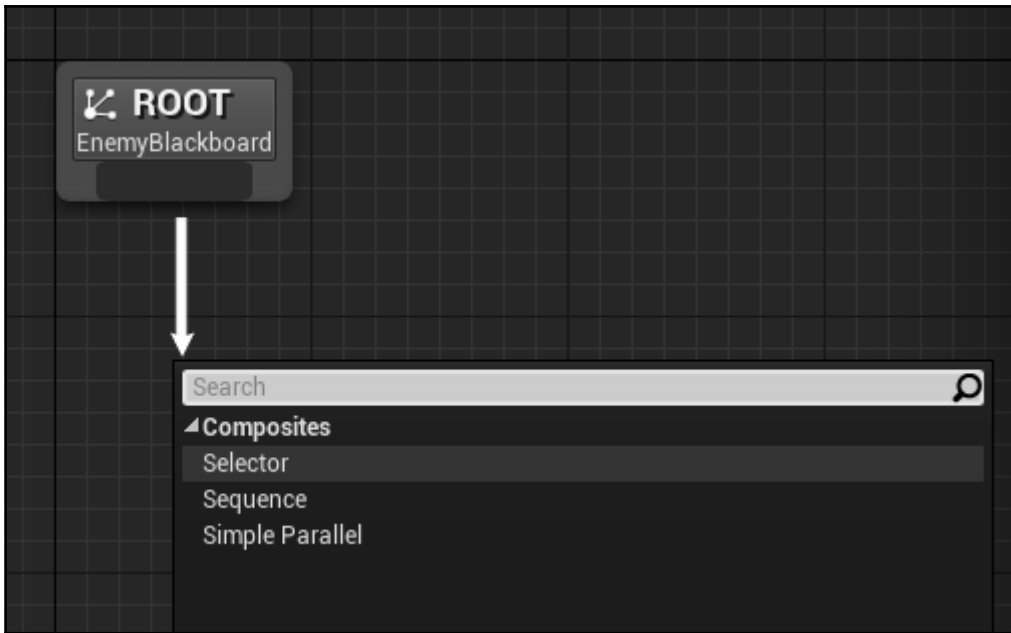 ROOT
EnemyBlackboard
Search
Composites
Selector
Sequence
Simple Parallel